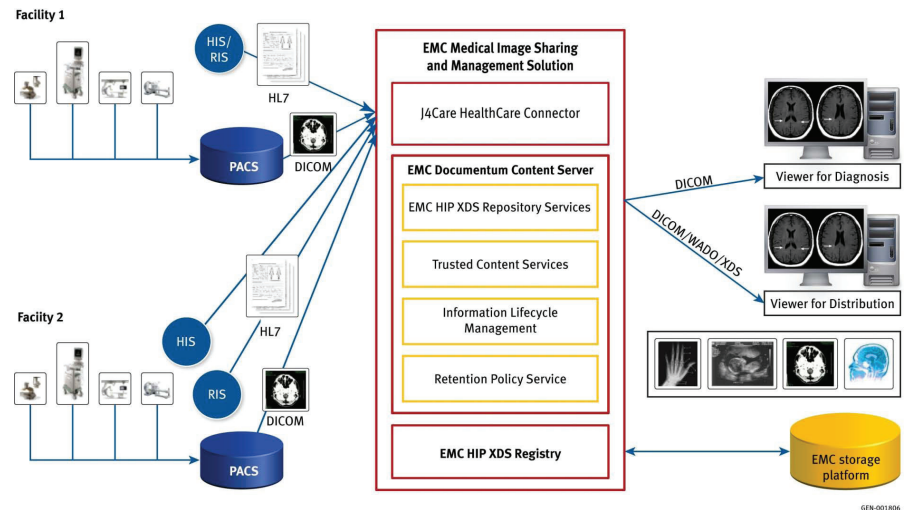 Facility 1
HIS/
RIS
HL7
PACS
DICOM
Faciity 2
HIS
RIS
HL7
PACS
DICOM
EMC Medical Image Sharing
and Management Solution
J4Care HealthCare Connector
EMC Documentum Content Server
EMC HIP XDS Repository Services
Trusted Content Services
Information Lifecycle
Management
Retention Policy Service
EMC HIP XDS Registry
DICOM
Viewer for Diagnosis
DICOM/WADO/XDS
Viewer for Distribution
EMC storage
platform
GEN-001806